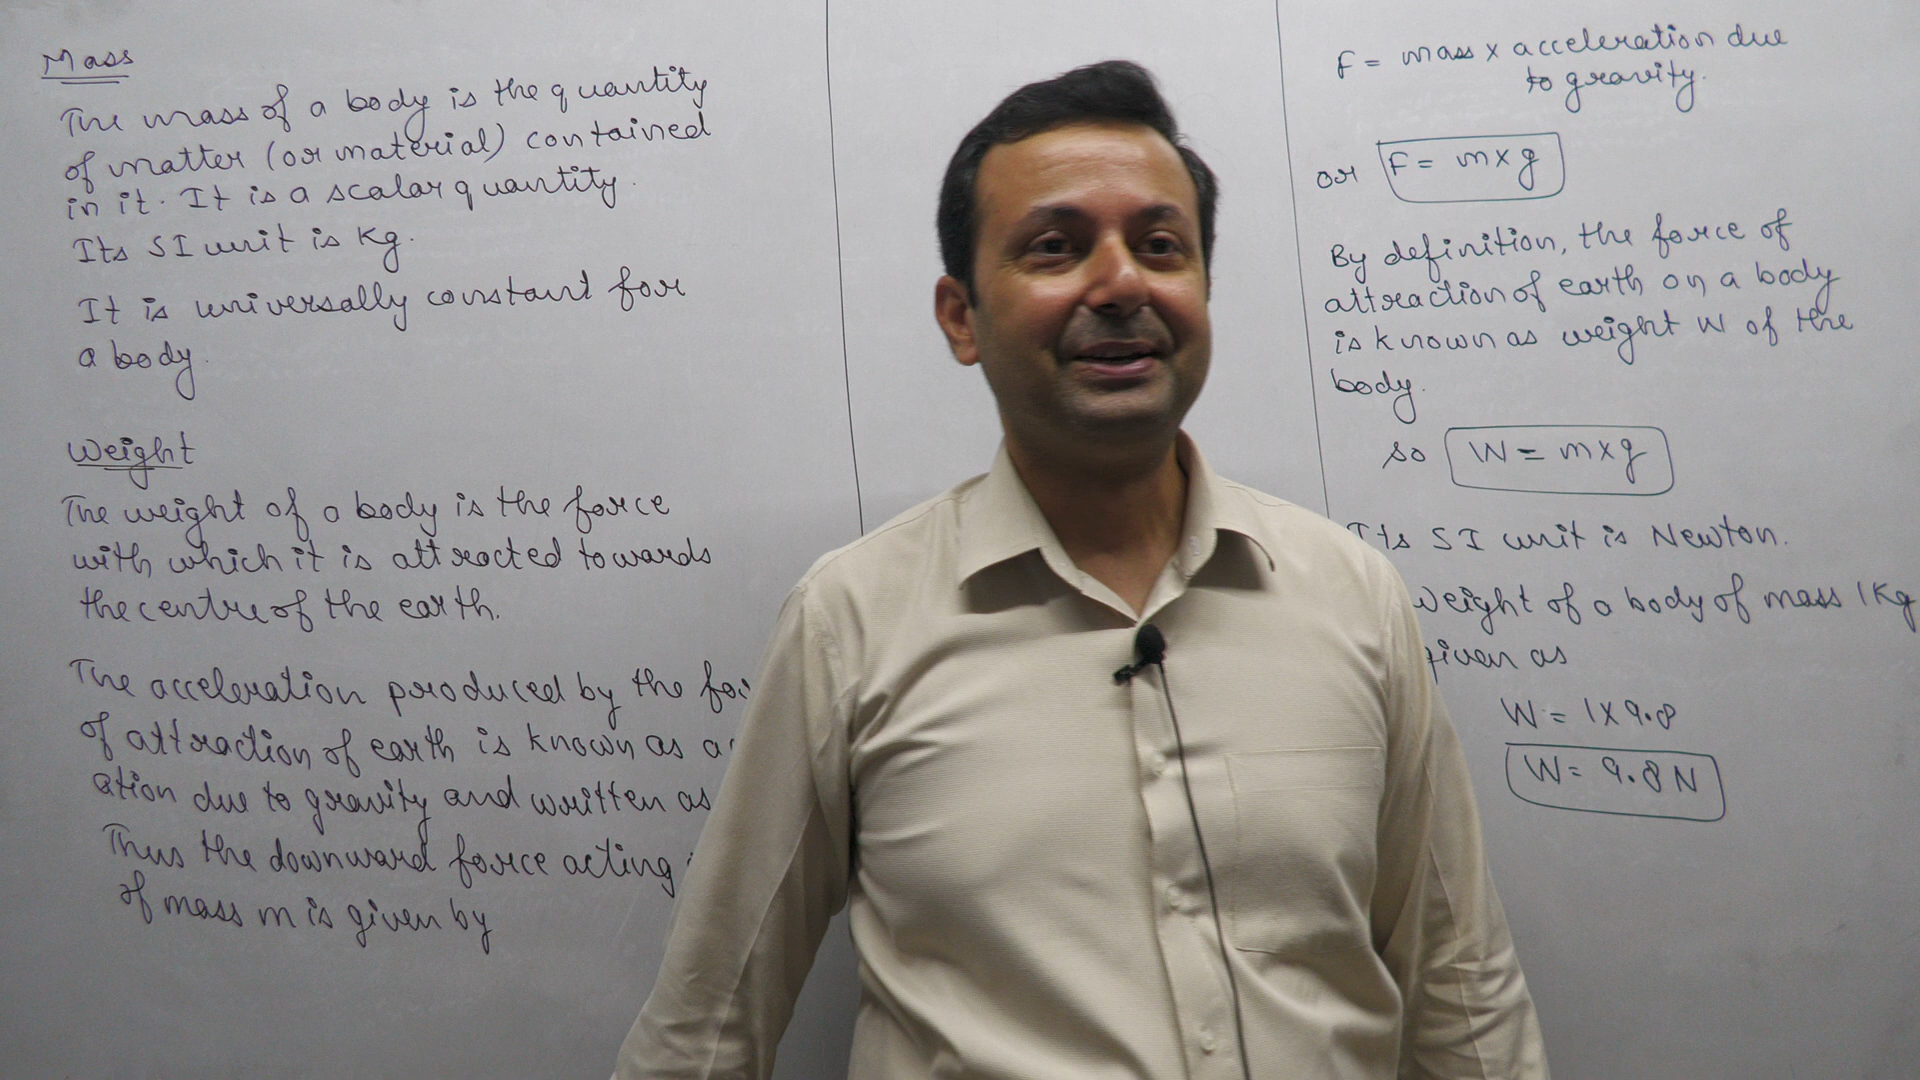 Mass
The mass of a body is the quantity
of matter (or material) contained
in it. It is a scalar quantity.
Its SI unit is Kg.
It is universally constant for
a body.
Weight
The weight of a body is the force
with which it is attracted towards
the centre of the earth.
The acceleration produced by the
of attraction of earth is known as
ation due to gravity and written as
Thus the downward force acting
of mass m is given by
F = mass x acceleration due
to gravity.
or F = m x g
By definition, the force of
attraction of earth on a body
is known as weight W of the
body.
so W = m x g
Its SI unit is Newton.
Weight of a body of mass 1Kg
given as
W = 1 x 9.8
W = 9.8 N